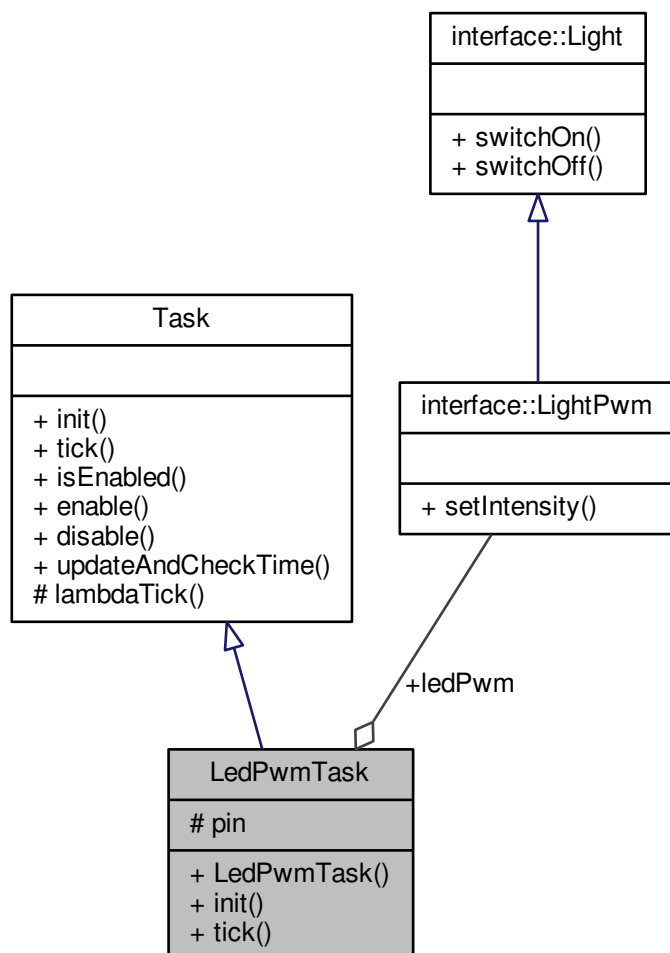 interface::Light
+ switchOn()
+ switchOff()
Task
+ init()
+ tick()
+ isEnabled()
+ enable()
+ disable()
+ updateAndCheckTime()
# lambdaTick()
interface::LightPwm
+ setIntensity()
+ledPwm
LedPwmTask
# pin
+ LedPwmTask()
+ init()
+ tick()